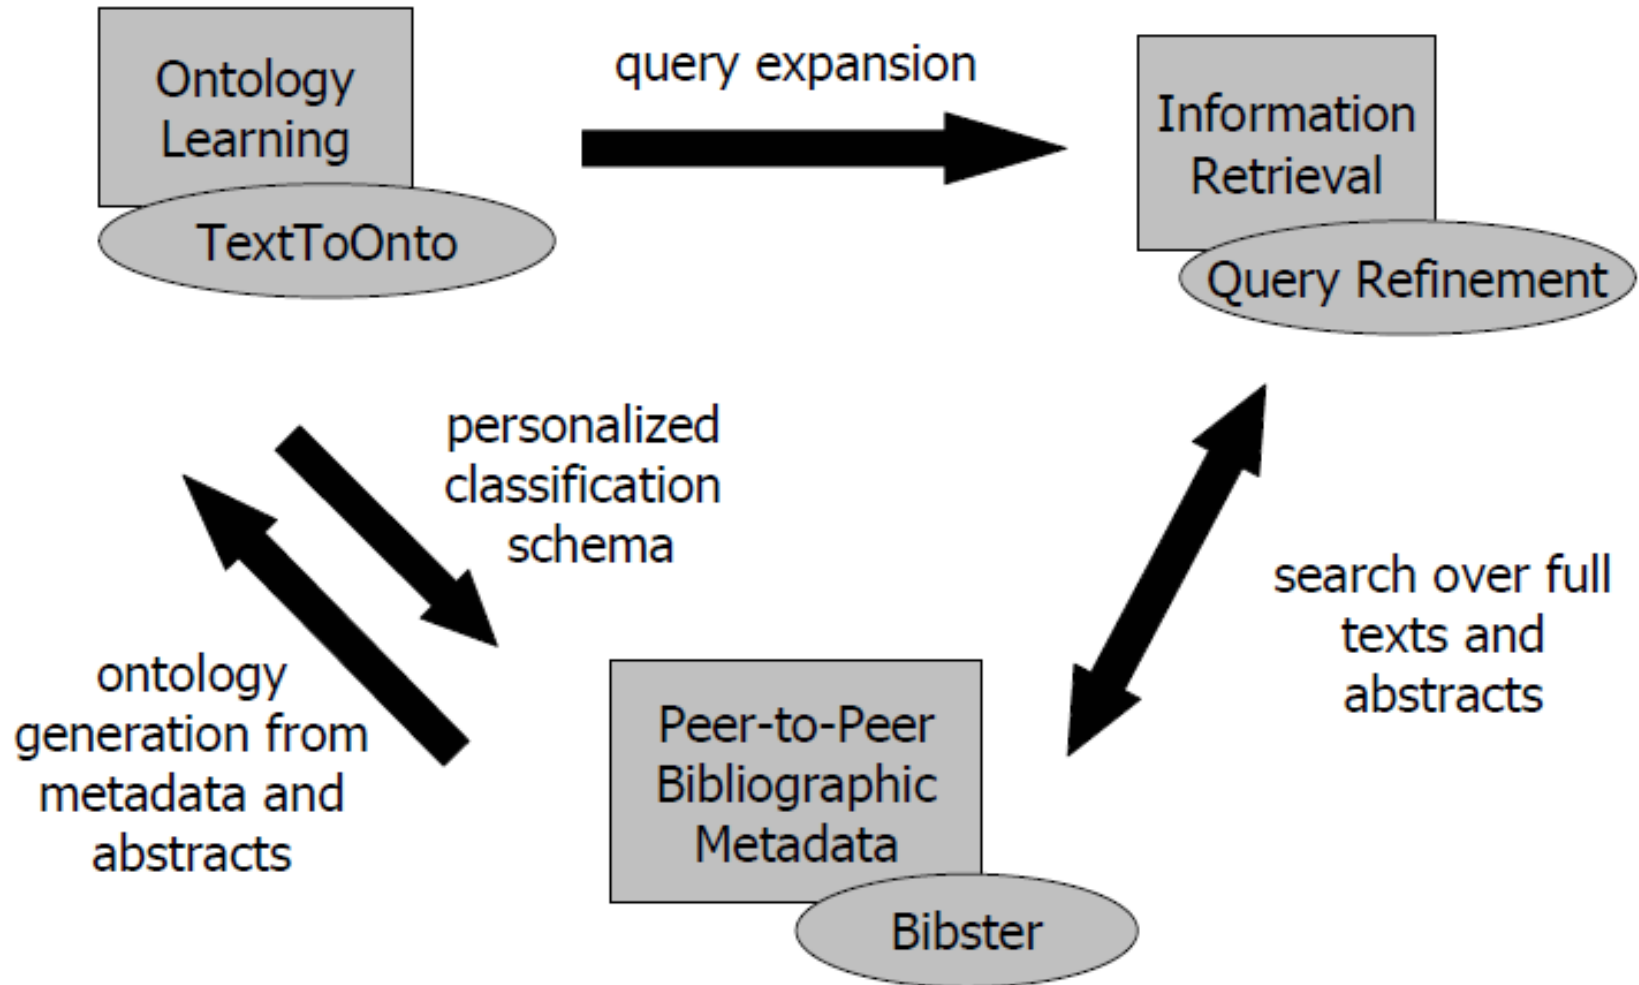 Ontology
Learning
TextToOnto
query expansion
Information
Retrieval
Query Refinement
personalized
classification
schema
ontology
generation from
metadata and
abstracts
search over full
texts and
abstracts
Peer-to-Peer
Bibliographic
Metadata
Bibster